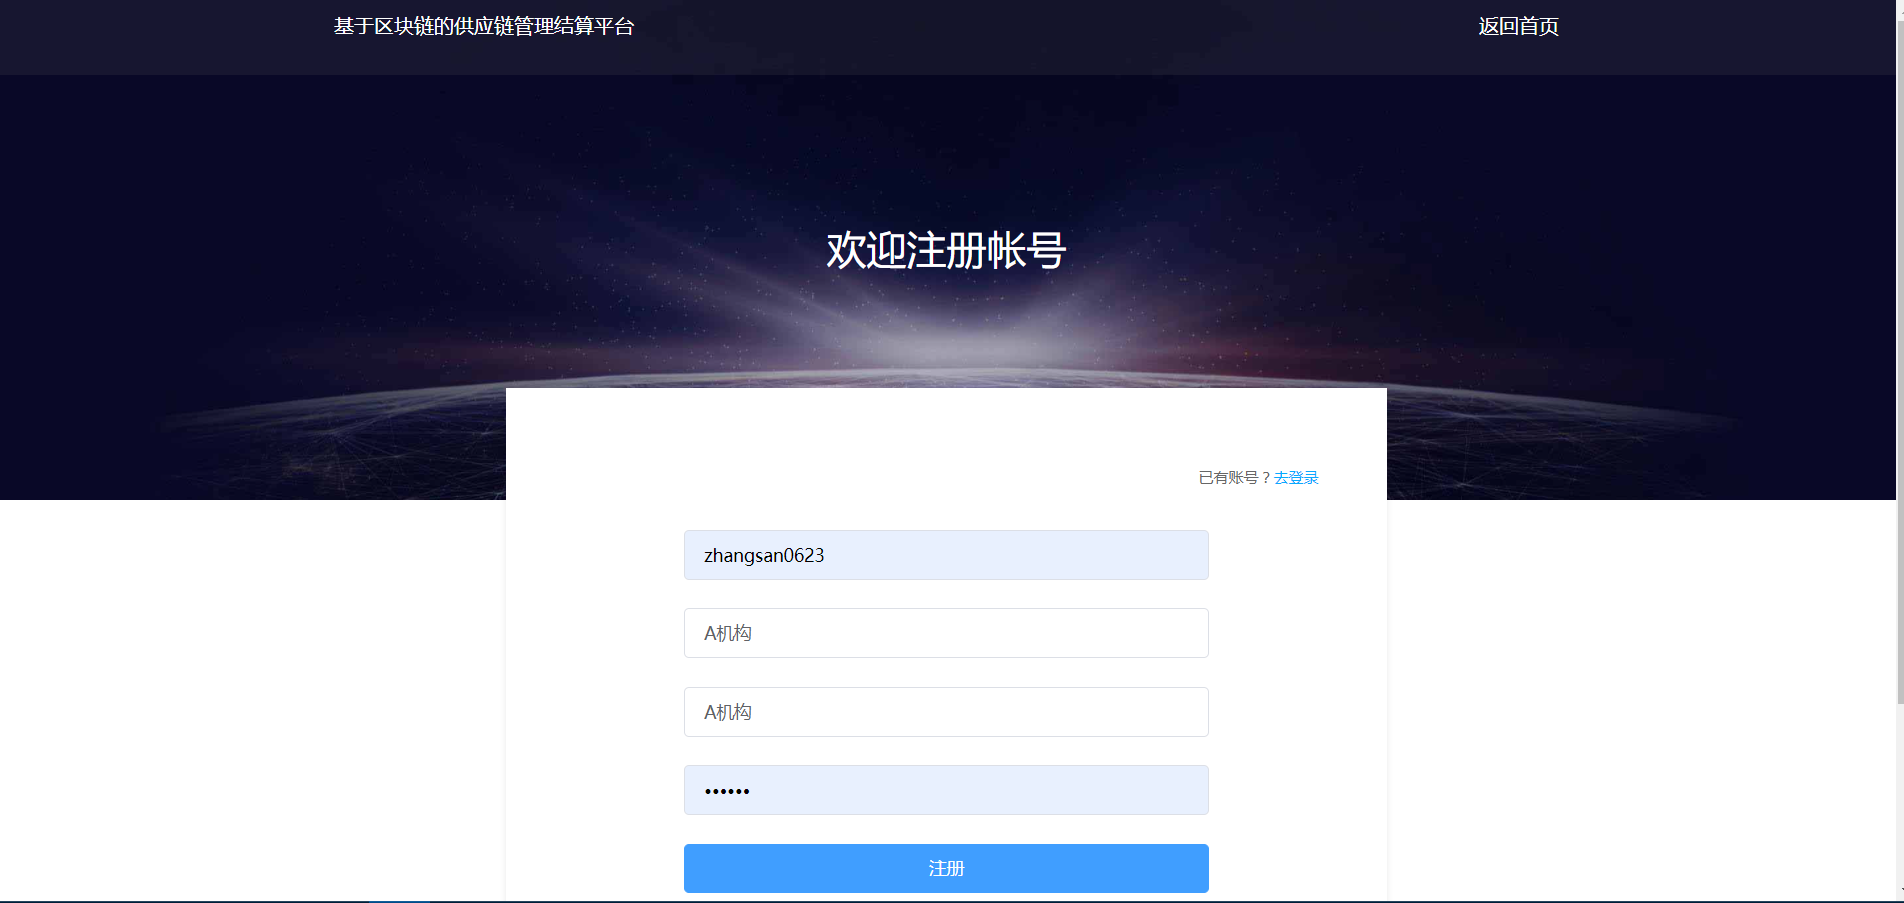 基于区块链的供应链管理结算平台
返回首页
欢迎注册帐号
已有账号？去登录
zhangsan0623
A机构
A机构
••••••
注册